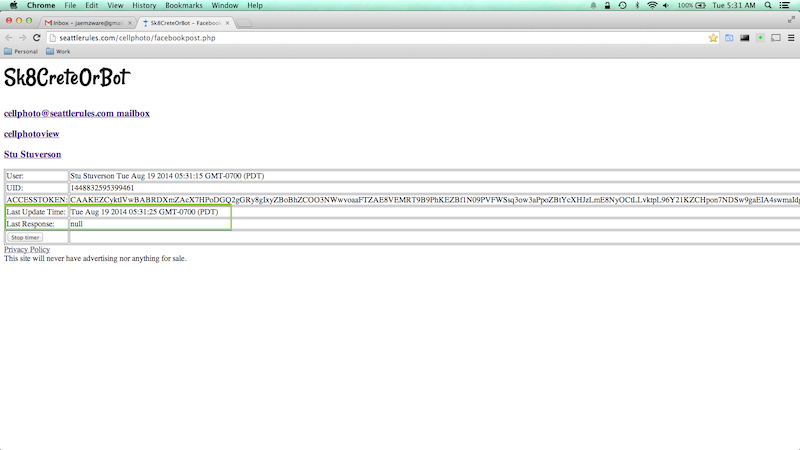 Chrome File Edit View History Bookmarks Window Help 100% Tue 5:31 AM
Inbox – jaemzware@gmai
Sk8CreteOrBot – Facebook
seattlerules.com/cellphoto/facebookpost.php
Personal Work
Sk8CreteOrBot
cellphoto@seattlerules.com mailbox
cellphotoview
Stu Stuverson
User: Stu Stuverson Tue Aug 19 2014 05:31:15 GMT-0700 (PDT)
UID: 1448832595399461
ACCESSTOKEN:
Last Update Time: Tue Aug 19 2014 05:31:25 GMT-0700 (PDT)
Last Response: null
Stop timer
Privacy Policy
This site will never have advertising nor anything for sale.